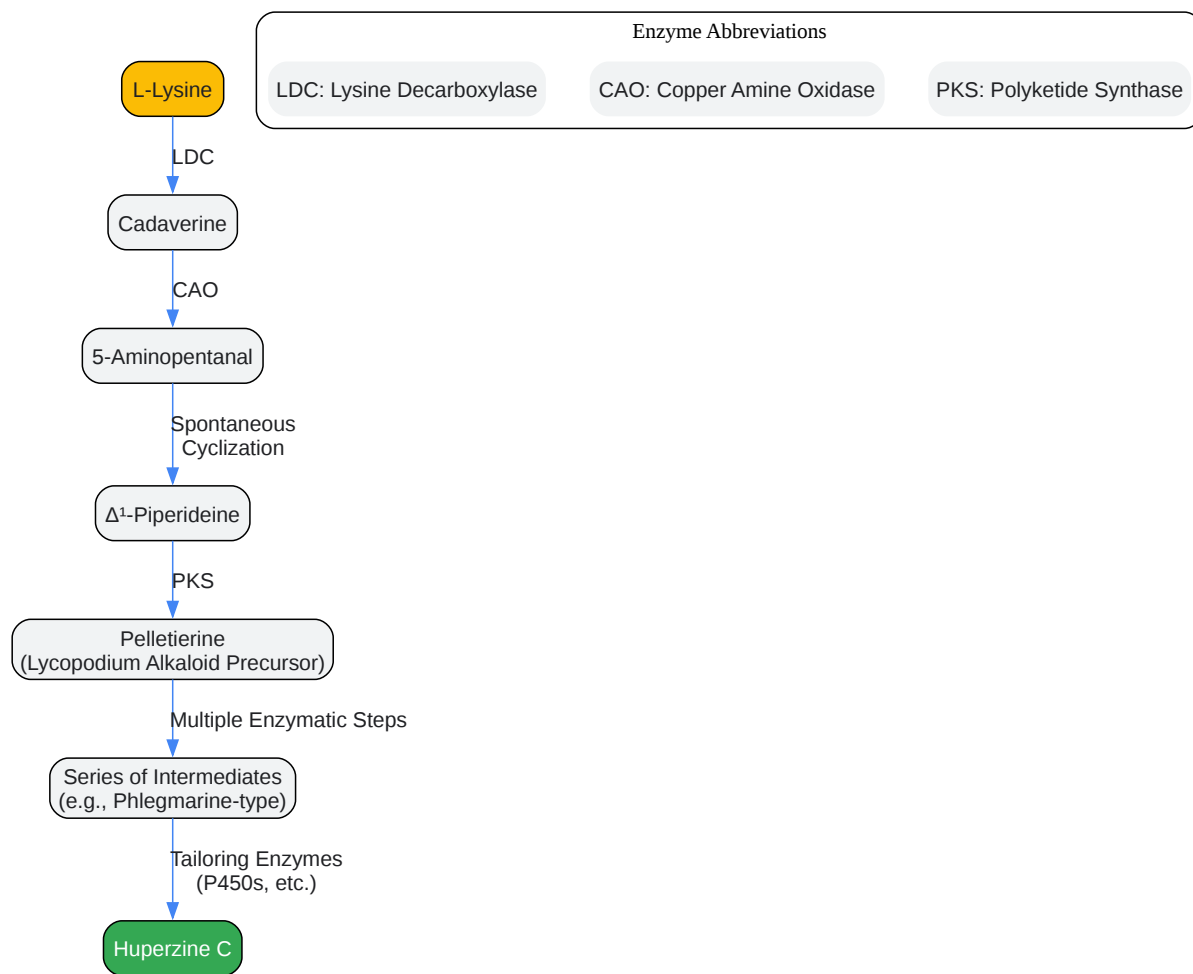 Enzyme Abbreviations
LDC: Lysine Decarboxylase
CAO: Copper Amine Oxidase
PKS: Polyketide Synthase
L-Lysine
LDC
Cadaverine
CAO
5-Aminopentanal
Spontaneous
Cyclization
Δ¹-Piperideine
PKS
Pelletierine
(Lycopodium Alkaloid Precursor)
Multiple Enzymatic Steps
Series of Intermediates
(e.g., Phlegmarine-type)
Tailoring Enzymes
(P450s, etc.)
Huperzine C